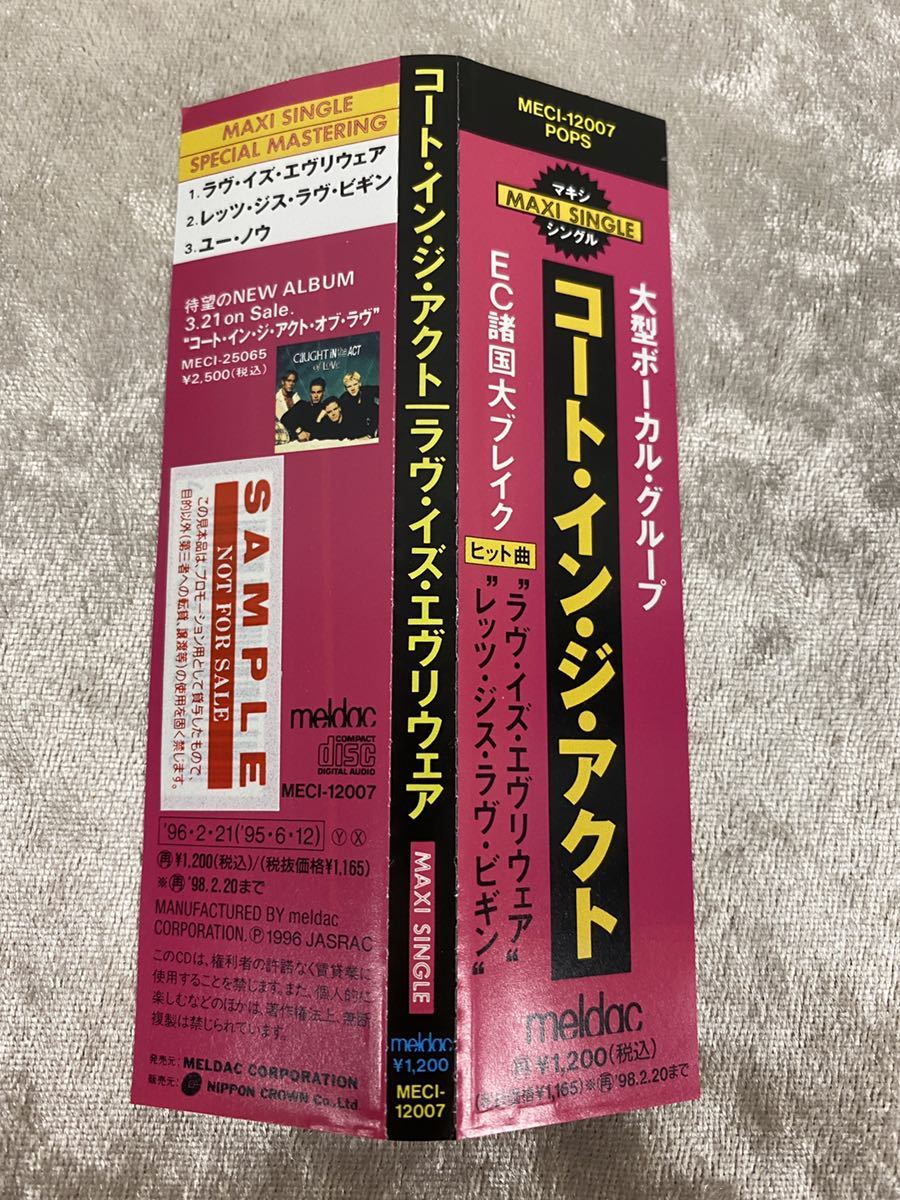 MAXI SINGLE
SPECIAL MASTERING
1. ラヴ・イズ・エヴリウェア
2. レッツ・ジス・ラヴ・ビギン
3. ユー・ノウ
待望のNEW ALBUM
3.21 on Sale.
"コート・イン・ジ・アクト・オブ・ラヴ"
MECI-25065
¥2,500(税込)
CAUGHT IN the ACT
of LOVE
SAMPLE
NOT FOR SALE
この見本品は、プロモーション用として貸与したもので、
目的以外(第三者への転貸、譲渡等)の使用を固く禁じます。
meldac
COMPACT
disc
DIGITAL AUDIO
MECI-12007
'96・2・21('95・6・12) Ⓨ Ⓧ
再¥1,200(税込)/(税抜価格¥1,165)
※再'98.2.20まで
MANUFACTURED BY meldac
CORPORATION. Ⓟ 1996 JASRAC
このCDは、権利者の許諾なく賃貸業に
使用することを禁じます。また、個人的に
楽しむなどのほかは、著作権法上、無断
複製は禁じられています。
発売元: MELDAC CORPORATION
販売元: NIPPON CROWN Co., Ltd.
コート・イン・ジ・アクト/ラヴ・イズ・エヴリウェア
MAXI SINGLE
meldac
¥1,200
MECI-
12007
MECI-12007
POPS
マキシ
MAXI SINGLE
シングル
大型ボーカル・グループ
コート・イン・ジ・アクト
EC諸国大ブレイク
ヒット曲
"ラヴ・イズ・エヴリウェア"
"レッツ・ジス・ラヴ・ビギン"
meldac
再¥1,200(税込)
(税抜価格¥1,165)※再'98.2.20まで